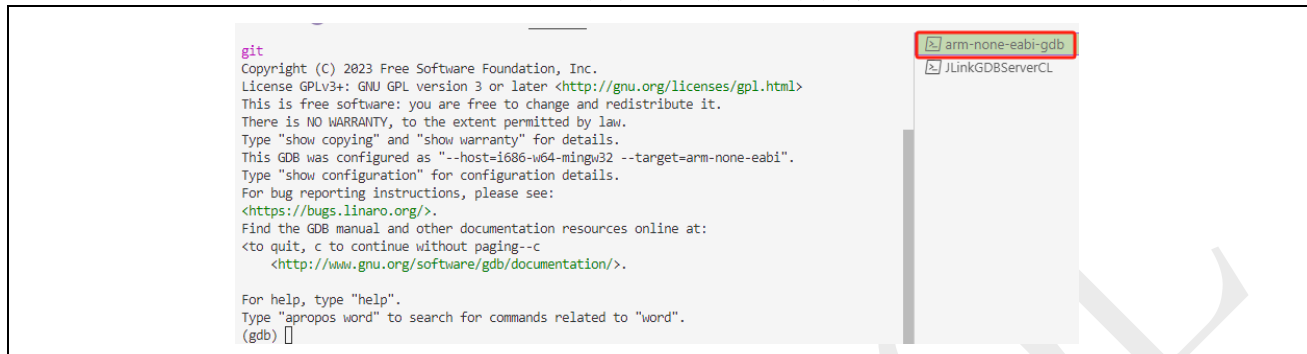 git
Copyright (C) 2023 Free Software Foundation, Inc.
License GPLv3+: GNU GPL version 3 or later <http://gnu.org/licenses/gpl.html>
This is free software: you are free to change and redistribute it.
There is NO WARRANTY, to the extent permitted by law.
Type "show copying" and "show warranty" for details.
This GDB was configured as "--host=i686-w64-mingw32 --target=arm-none-eabi".
Type "show configuration" for configuration details.
For bug reporting instructions, please see:
<https://bugs.linaro.org/>.
Find the GDB manual and other documentation resources online at:
<to quit, c to continue without paging--c
<http://www.gnu.org/software/gdb/documentation/>.
For help, type "help".
Type "apropos word" to search for commands related to "word".
(gdb)
arm-none-eabi-gdb
JLinkGDBServerCL